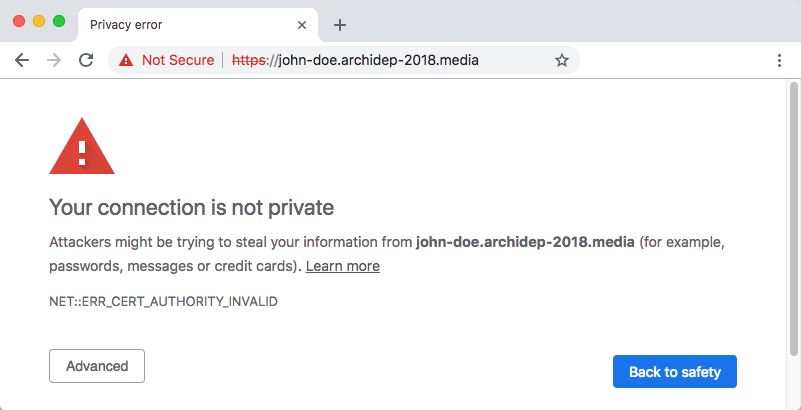 Privacy error
Not Secure | https://john-doe.archidep-2018.media
Your connection is not private
Attackers might be trying to steal your information from john-doe.archidep-2018.media (for example,
passwords, messages or credit cards). Learn more
NET::ERR_CERT_AUTHORITY_INVALID
Advanced
Back to safety